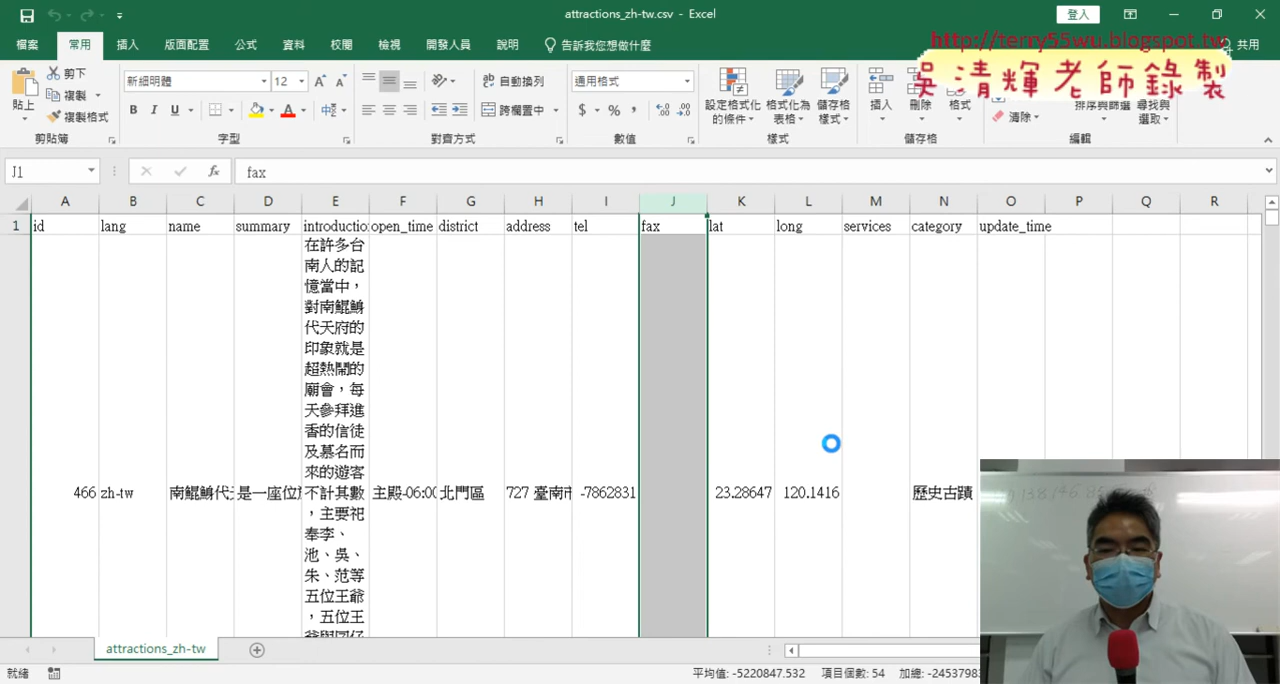 attractions_zh-tw.csv - Excel
登入
檔案 常用 插入 版面配置 公式 資料 校閱 檢視 開發人員 說明 告訴我您想做什麼 共用
http://terry55wu.blogspot.tw
吳清輝老師錄製
貼上 剪下 複製 複製格式 剪貼簿
新細明體 12 B I U A 中 字型
自動換列 跨欄置中 對齊方式
通用格式 $ % , 數值
設定格式化的條件 格式化為表格 儲存格樣式 樣式
插入 刪除 格式 儲存格
清除 排序與篩選 尋找與選取 編輯
J1 fx fax
A B C D E F G H I J K L M N O P Q R
1 id lang name summary introductio open_time district address tel fax lat long services category update_time
在許多台
南人的記
憶當中，
對南鯤鯓
代天府的
印象就是
超熱鬧的
廟會，每
天參拜進
香的信徒
及慕名而
來的遊客
466 zh-tw 南鯤鯓代 是一座位 不計其數 主殿-06:00 北門區 727 臺南市 -7862831 23.28647 120.1416 歷史古蹟
，主要祀
奉李、
池、吳、
朱、范等
五位王爺
，五位王
attractions_zh-tw
就緒 平均值: -5220847.532 項目個數: 54 加總: -24537983